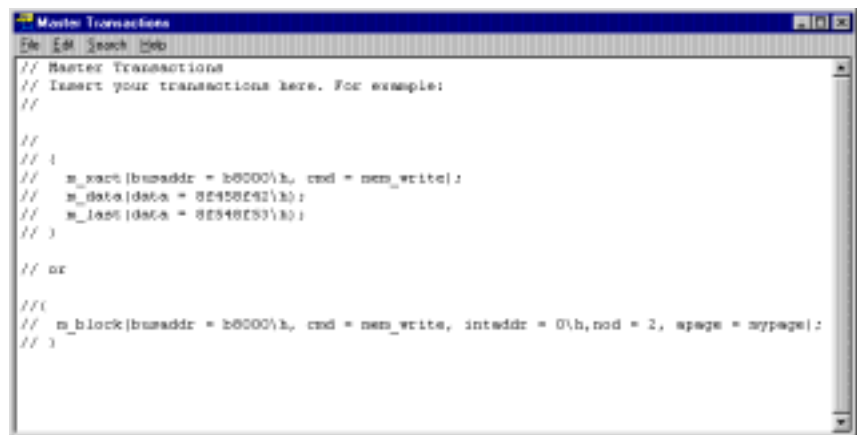 Master Transactions
File Edit Search Help
// Master Transactions
// Insert your transactions here. For example:
//
//
// {
// m_xact(busaddr = b8000\h, cmd = mem_write);
// m_data(data = 8f458f42\h);
// m_last(data = 8f548f53\h);
// }
// or
//{
// m_block(busaddr = b8000\h, cmd = mem_write, intaddr = 0\h,nod = 2, apage = mypage);
// }